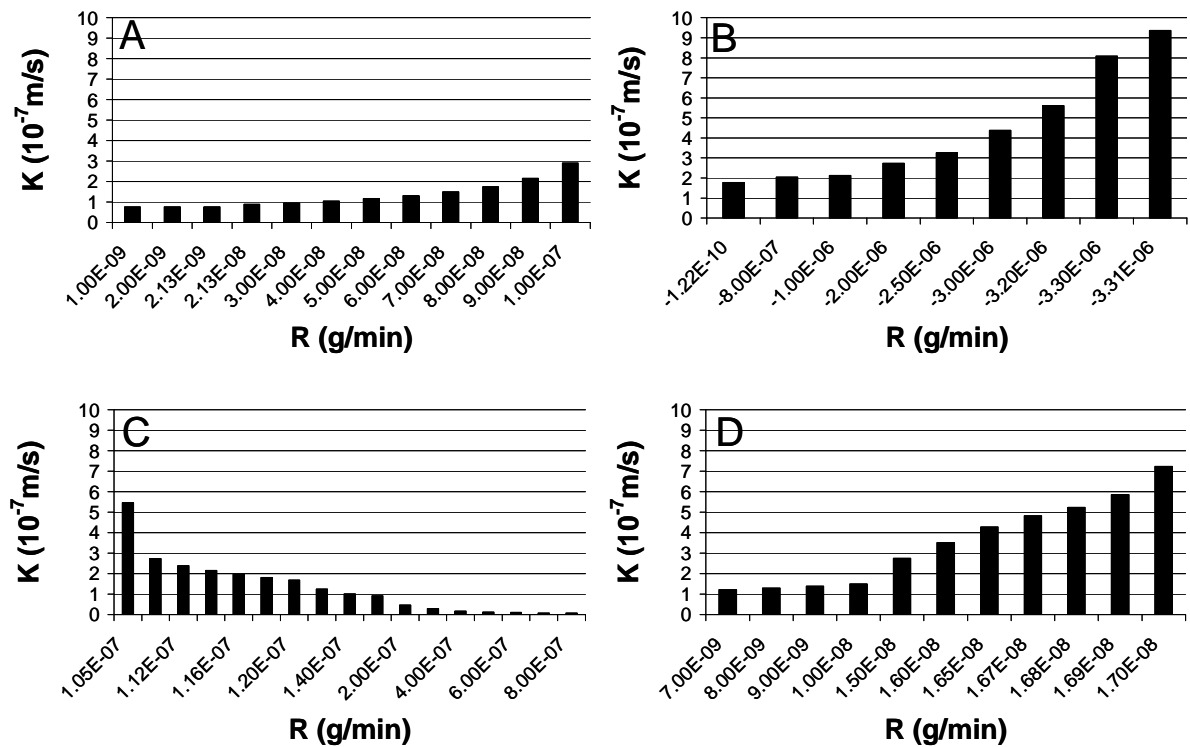 A
K (10⁻⁷m/s)
10
9
8
7
6
5
4
3
2
1
0
1.00E-09
2.00E-09
2.13E-09
2.13E-08
3.00E-08
4.00E-08
5.00E-08
6.00E-08
7.00E-08
8.00E-08
9.00E-08
1.00E-07
R (g/min)
B
K (10⁻⁷m/s)
10
9
8
7
6
5
4
3
2
1
0
-1.22E-10
-8.00E-07
-1.00E-06
-2.00E-06
-2.50E-06
-3.00E-06
-3.20E-06
-3.30E-06
-3.31E-06
R (g/min)
C
K (10⁻⁷m/s)
10
9
8
7
6
5
4
3
2
1
0
1.05E-07
1.12E-07
1.16E-07
1.20E-07
1.40E-07
2.00E-07
4.00E-07
6.00E-07
8.00E-07
R (g/min)
D
K (10⁻⁷m/s)
10
9
8
7
6
5
4
3
2
1
0
7.00E-09
8.00E-09
9.00E-09
1.00E-08
1.50E-08
1.60E-08
1.65E-08
1.67E-08
1.68E-08
1.69E-08
1.70E-08
R (g/min)